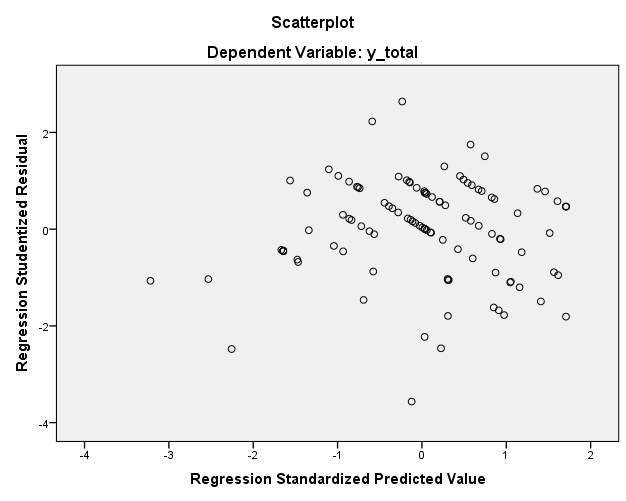 Scatterplot
Dependent Variable: y_total
Regression Studentized Residual
2
0
-2
-4
-4
-3
-2
-1
0
1
2
Regression Standardized Predicted Value